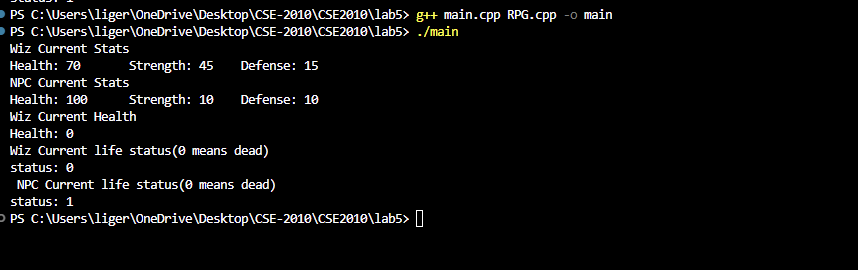 status: 1
PS C:\Users\liger\OneDrive\Desktop\CSE-2010\CSE2010\lab5> g++ main.cpp RPG.cpp -o main
PS C:\Users\liger\OneDrive\Desktop\CSE-2010\CSE2010\lab5> ./main
Wiz Current Stats
Health: 70      Strength: 45    Defense: 15
NPC Current Stats
Health: 100     Strength: 10    Defense: 10
Wiz Current Health
Health: 0
Wiz Current life status(0 means dead)
status: 0
 NPC Current life status(0 means dead)
status: 1
PS C:\Users\liger\OneDrive\Desktop\CSE-2010\CSE2010\lab5>